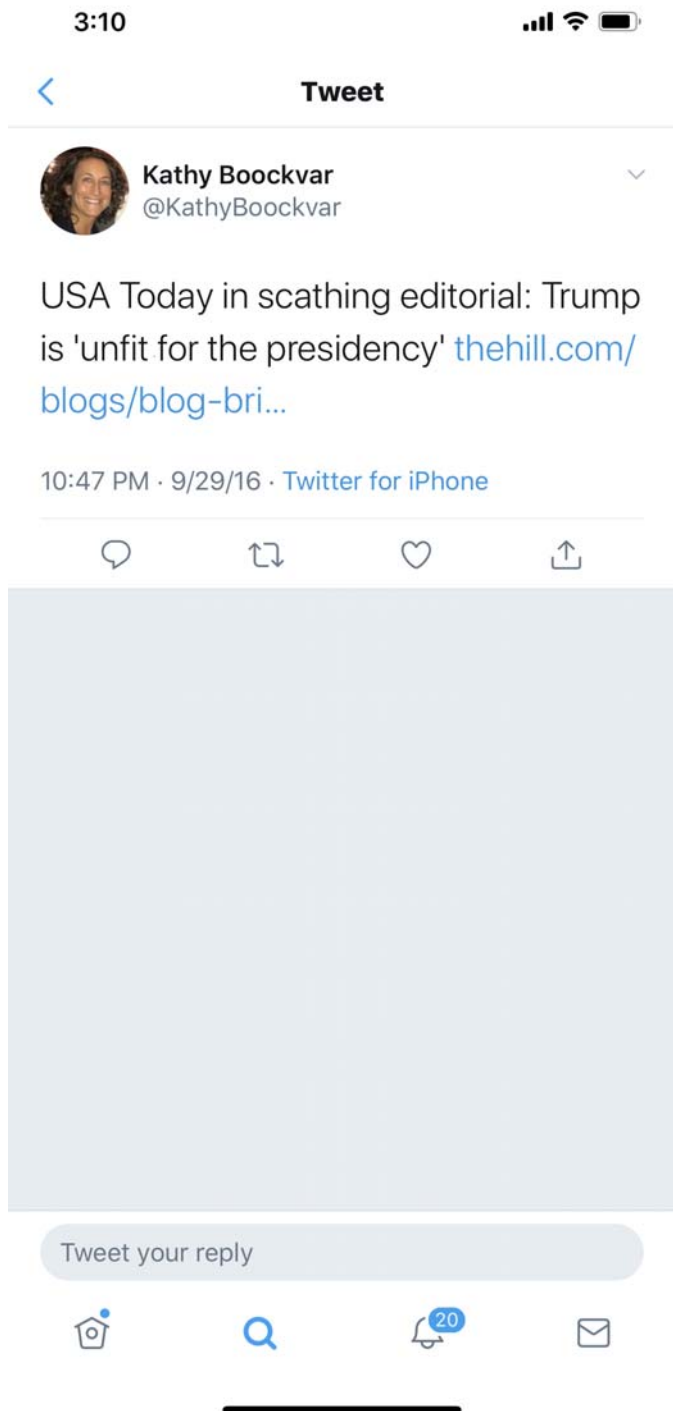 3:10
Tweet
Kathy Boockvar
@KathyBoockvar
USA Today in scathing editorial: Trump
is 'unfit for the presidency' thehill.com/
blogs/blog-bri...
10:47 PM · 9/29/16 · Twitter for iPhone
Tweet your reply
20